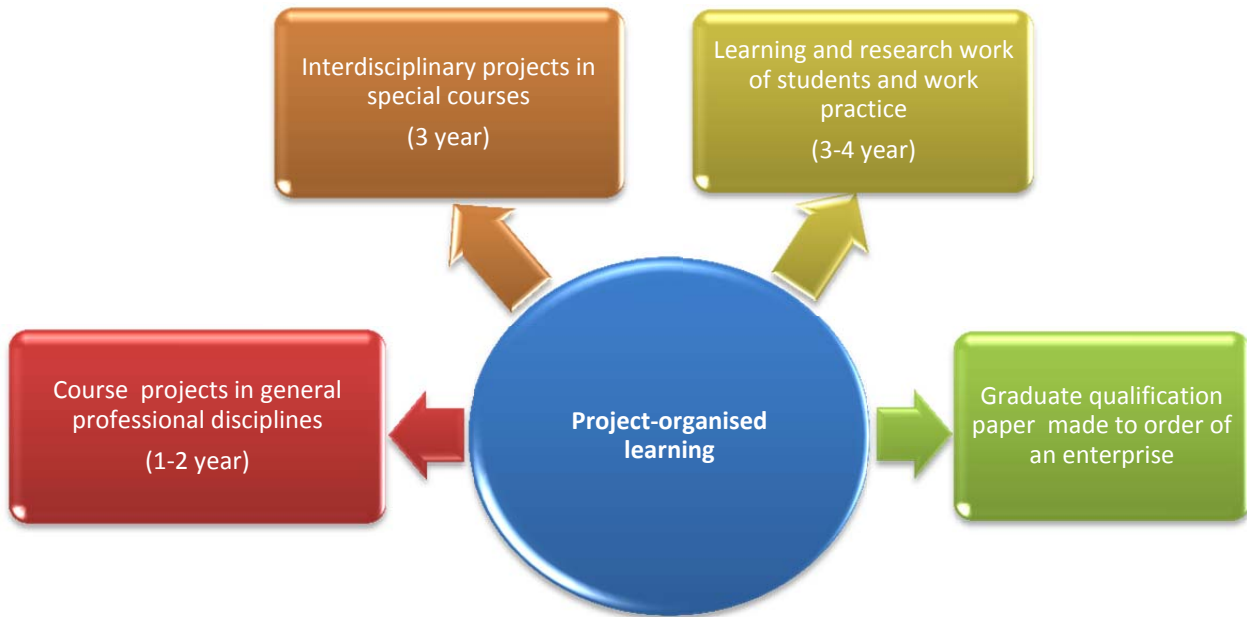 Interdisciplinary projects in
special courses
(3 year)
Learning and research work
of students and work
practice
(3-4 year)
Course projects in general
professional disciplines
(1-2 year)
Project-organised
learning
Graduate qualification
paper made to order of
an enterprise